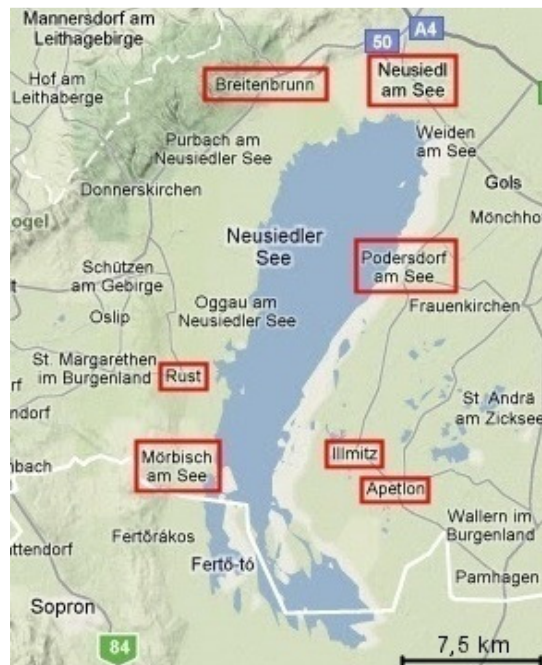 Mannersdorf am
Leithagebirge
A4
50
Hof am
Leithaberge
Breitenbrunn
Neusiedl
am See
Purbach am
Neusiedler See
Weiden
am See
Donnerskirchen
Gols
ogel
Mönchho
Neusiedler
See
Podersdorf
am See
Schützen
am Gebirge
Oggau am
Neusiedler See
Frauenkirchen
Oslip
St. Margarethen
im Burgenland
Rust
rf
ndorf
St. Andrä
am Zicksee
Mörbisch
am See
Illmitz
nbach
Apetlon
Wallern im
Burgenland
Fertőrákos
attendorf
Fertő-tó
Pamhagen
Sopron
84
7,5 km